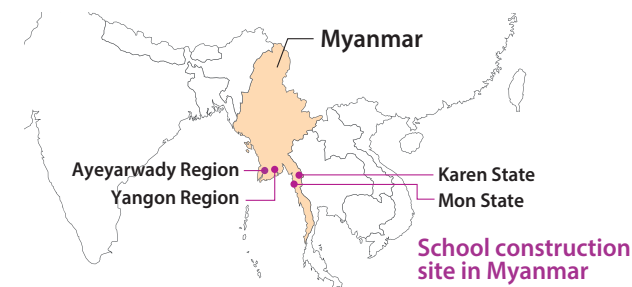 Myanmar
Ayeyarwady Region
Yangon Region
Karen State
Mon State
School construction
site in Myanmar